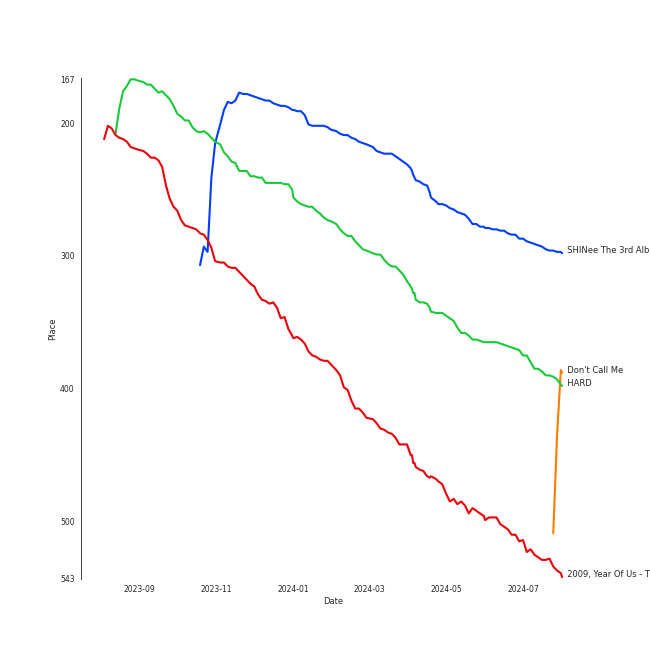 167
200
300
400
500
543
Place
2023-09
2023-11
2024-01
2024-03
2024-05
2024-07
Date
SHINee The 3rd Alb
Don't Call Me
HARD
2009, Year Of Us - T